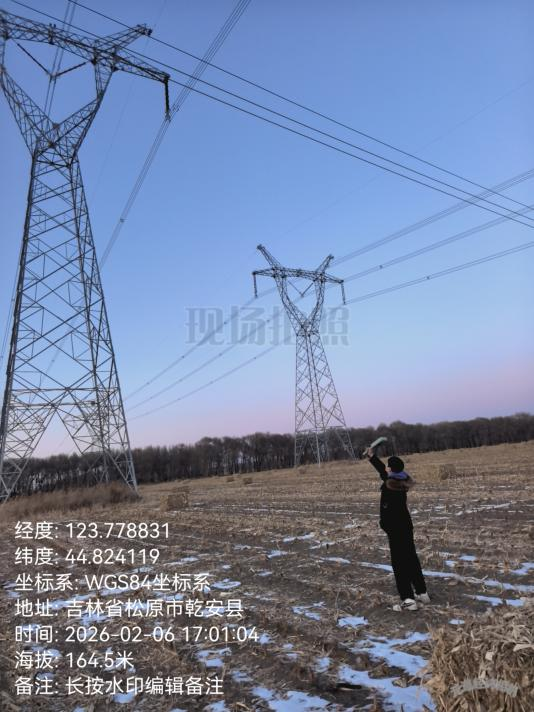 现场拍照
经度: 123.778831
纬度: 44.824119
坐标系: WGS84坐标系
地址: 吉林省松原市乾安县
时间: 2026-02-06 17:01:04
海拔: 164.5米
备注: 长按水印编辑备注